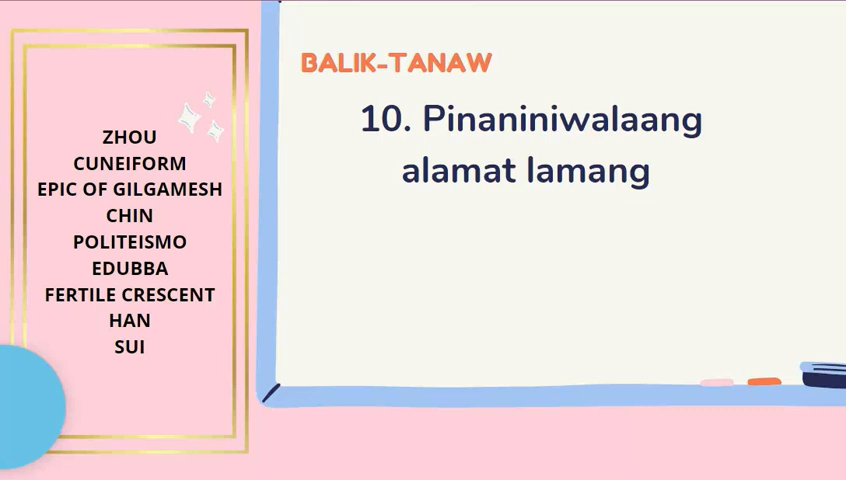 BALIK-TANAW
10. Pinaniniwalaang
alamat lamang
ZHOU
CUNEIFORM
EPIC OF GILGAMESH
CHIN
POLITEISMO
EDUBBA
FERTILE CRESCENT
HAN
SUI